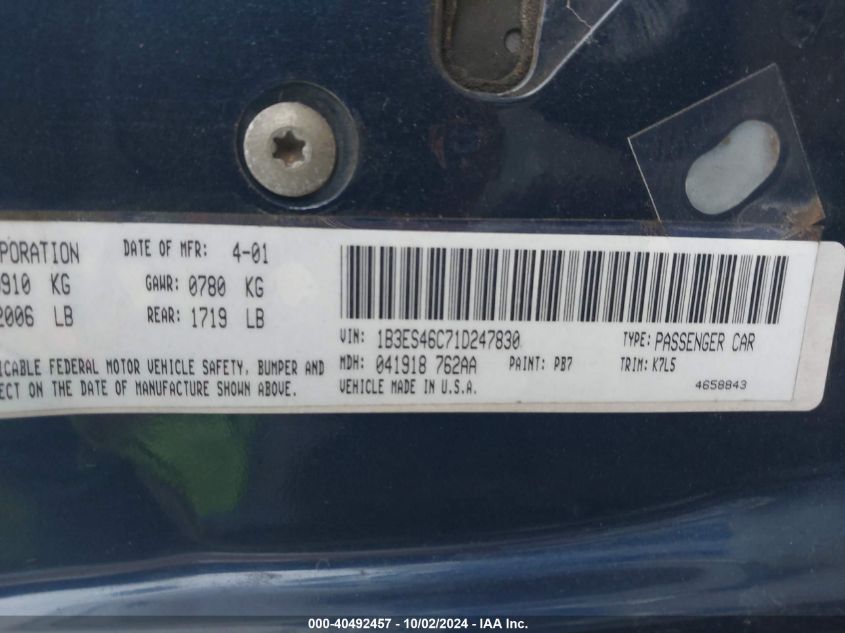 PORATION DATE OF MFR: 4-01
910 KG GAWR: 0780 KG
2006 LB REAR: 1719 LB
VIN: 1B3ES46C71D247830 TYPE: PASSENGER CAR
MDH: 041918 762AA PAINT: PB7 TRIM: K7L5
VEHICLE MADE IN U.S.A. 4658843
ICABLE FEDERAL MOTOR VEHICLE SAFETY, BUMPER AND
ECT ON THE DATE OF MANUFACTURE SHOWN ABOVE.
000-40492457 - 10/02/2024 - IAA Inc.